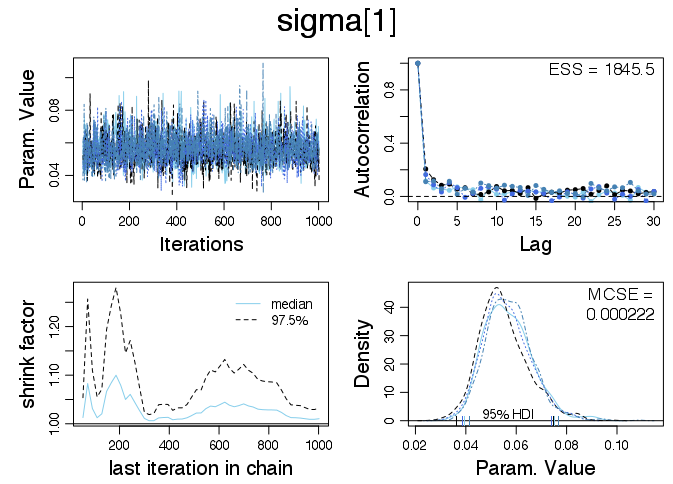 sigma[1]
Param. Value
0.04
0.08
0 200 400 600 800 1000
Iterations
Autocorrelation
0.0
0.4
0.8
ESS = 1845.5
0 5 10 15 20 25 30
Lag
shrink factor
1.00
1.10
1.20
median
97.5%
200 400 600 800 1000
last iteration in chain
Density
0
10
20
30
40
MCSE =
0.000222
95% HDI
0.02 0.04 0.06 0.08 0.10
Param. Value